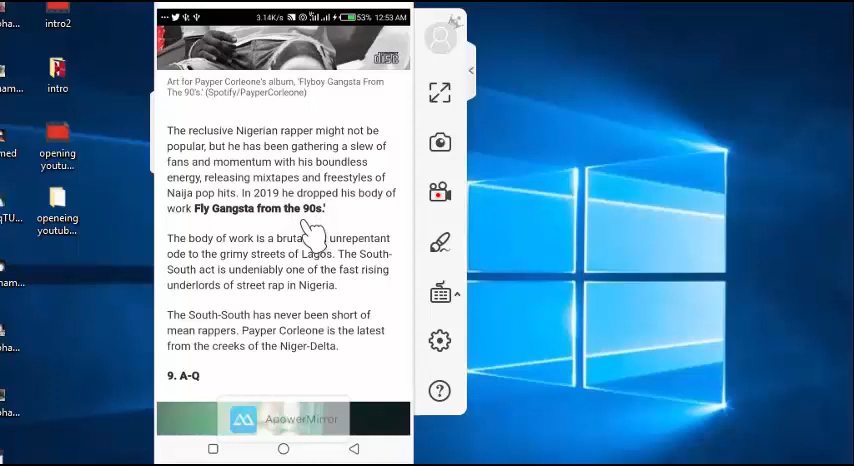 intro2
intro
opening
youtu...
openeing
youtub...
3.14K/s
53% 12:53 AM
Art for Payper Corleone's album, 'Flyboy Gangsta From
The 90's.' (Spotify/PayperCorleone)
The reclusive Nigerian rapper might not be
popular, but he has been gathering a slew of
fans and momentum with his boundless
energy, releasing mixtapes and freestyles of
Naija pop hits. In 2019 he dropped his body of
work Fly Gangsta from the 90s.'
The body of work is a unrepentant
ode to the grimy streets of Lagos. The South-
South act is undeniably one of the fast rising
underlords of street rap in Nigeria.
The South-South has never been short of
mean rappers. Payper Corleone is the latest
from the creeks of the Niger-Delta.
9. A-Q
ApowerMirror